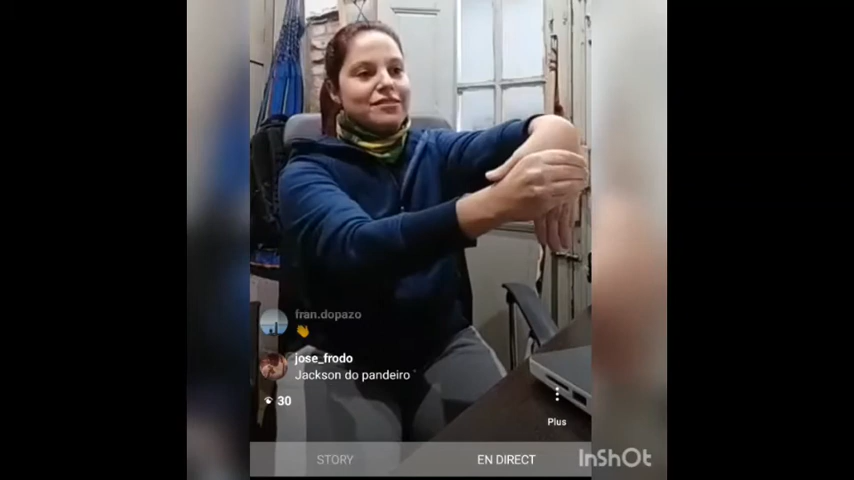 fran.dopazo
👋
jose_frodo
Jackson do pandeiro
30
Plus
STORY
EN DIRECT
InShOt